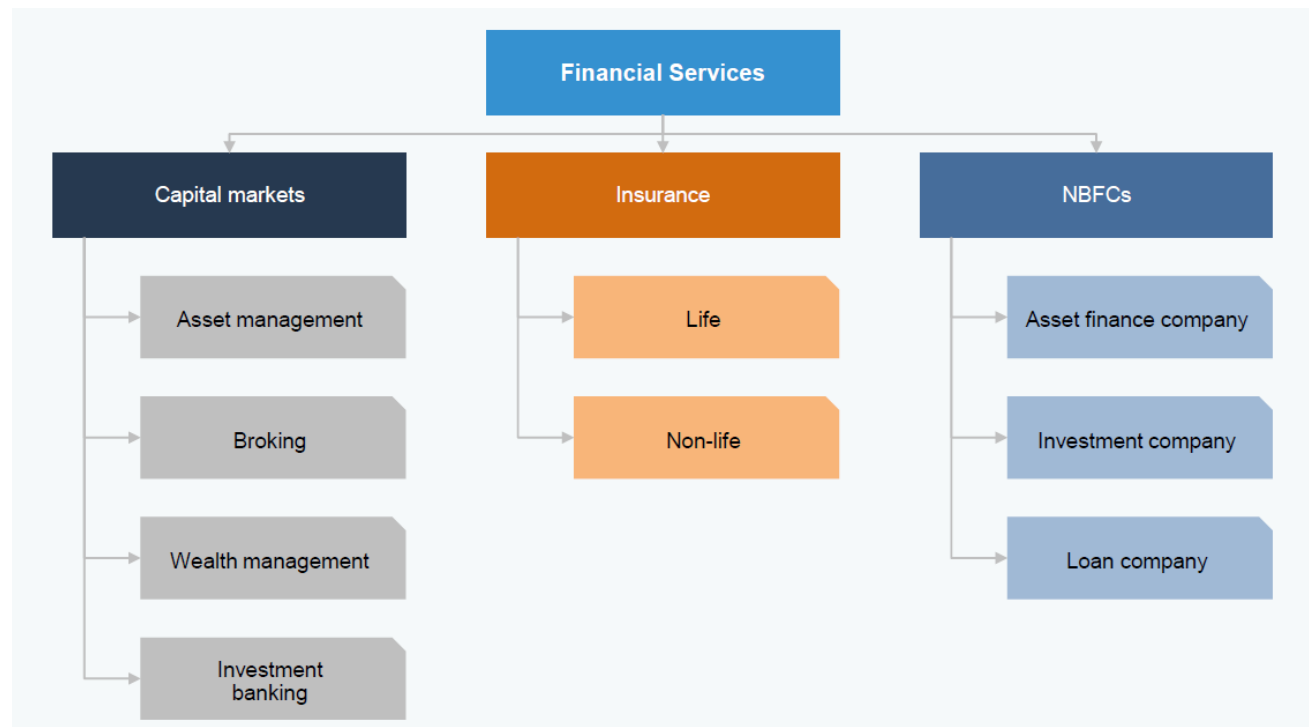 Financial Services
Capital markets
Insurance
NBFCs
Asset management
Life
Asset finance company
Broking
Non-life
Investment company
Wealth management
Loan company
Investment
banking